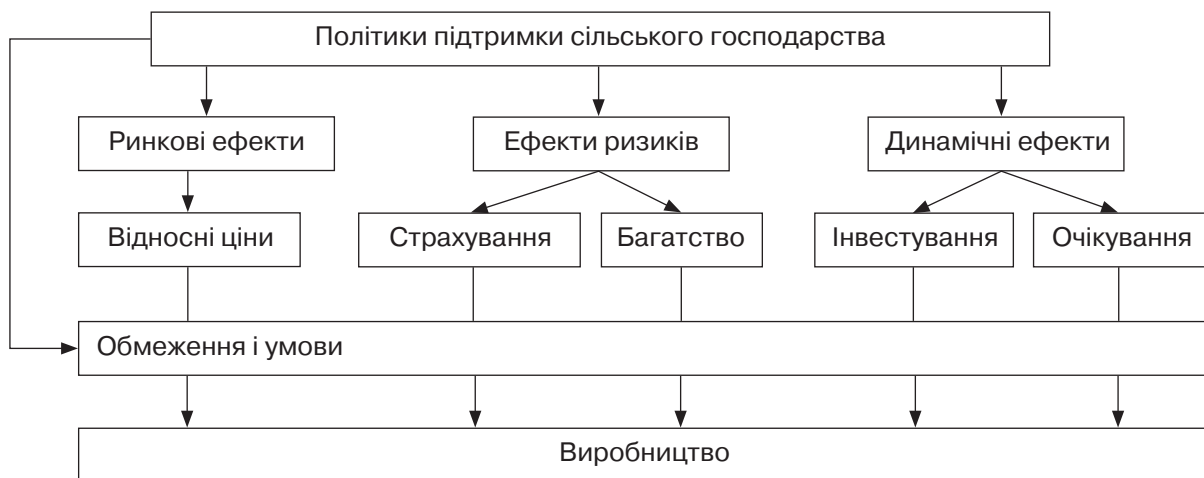 Політики підтримки сільського господарства
Ринкові ефекти
Ефекти ризиків
Динамічні ефекти
Відносні ціни
Страхування
Багатство
Інвестування
Очікування
Обмеження і умови
Виробництво